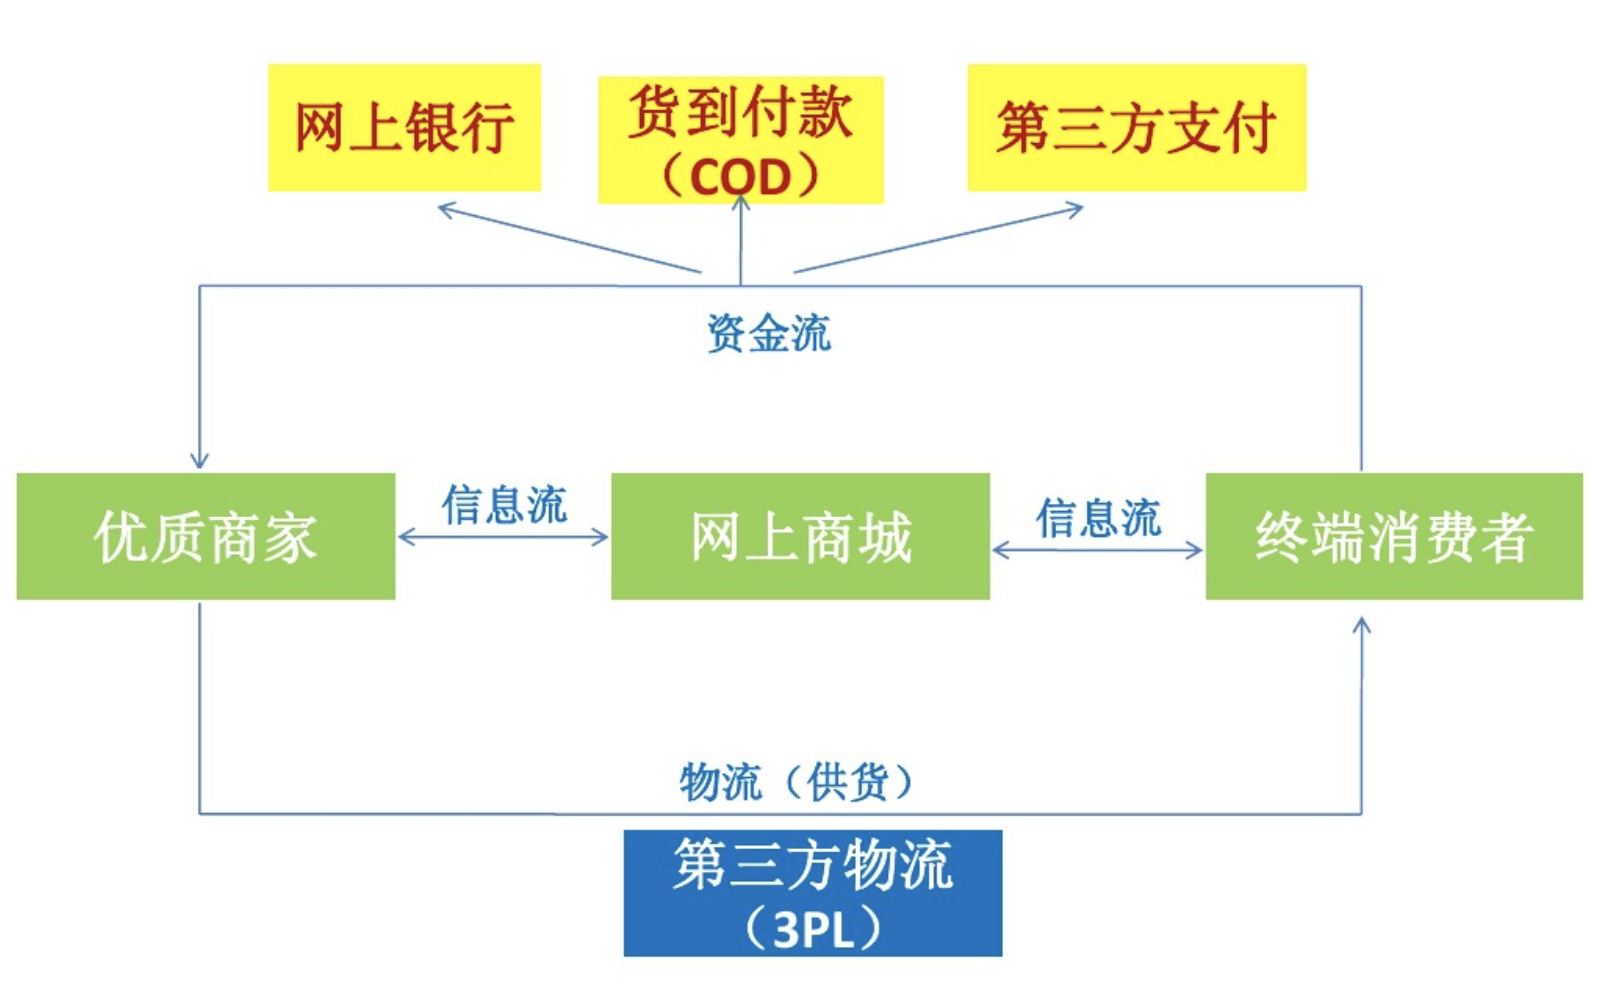 网上银行
货到付款
（COD）
第三方支付
资金流
优质商家
信息流
网上商城
信息流
终端消费者
物流（供货）
第三方物流
（3PL）